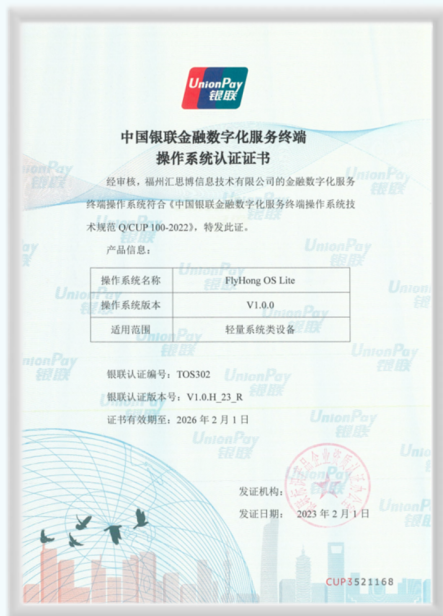 UnionPay
银联
中国银联金融数字化服务终端
操作系统认证证书
经审核，福州汇思博信息技术有限公司的金融数字化服务
终端操作系统符合《中国银联金融数字化服务终端操作系统技
术规范 Q/CUP 100-2022》，特发此证。
产品信息：
操作系统名称 FlyHong OS Lite
操作系统版本 V1.0.0
适用范围 轻量系统类设备
银联认证编号：TOS302
银联认证版本号：V1.0.H_23_R
证书有效期至：2026 年 2 月 1 日
发证机构：
发证日期： 2023 年 2 月 1 日
CUP3521168